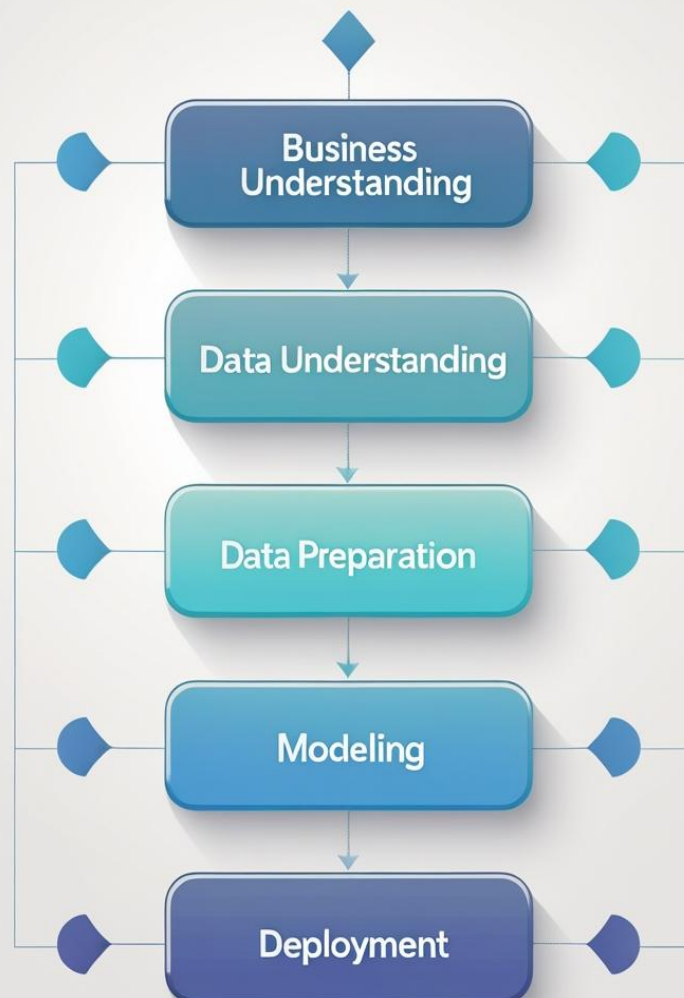 Business
Understanding
Data Understanding
Data Preparation
Modeling
Deployment